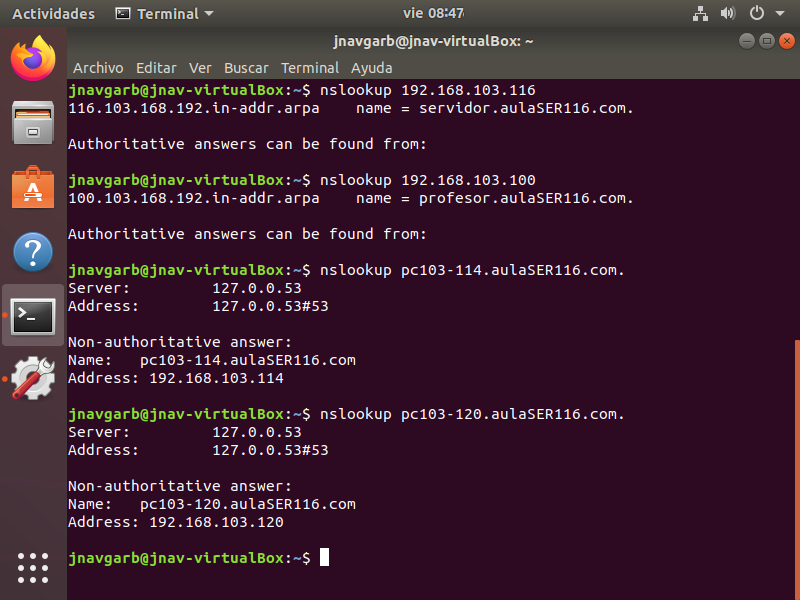 Actividades Terminal vie 08:47
jnavgarb@jnav-virtualBox: ~
Archivo Editar Ver Buscar Terminal Ayuda
jnavgarb@jnav-virtualBox:~$ nslookup 192.168.103.116
116.103.168.192.in-addr.arpa    name = servidor.aulaSER116.com.
Authoritative answers can be found from:
jnavgarb@jnav-virtualBox:~$ nslookup 192.168.103.100
100.103.168.192.in-addr.arpa    name = profesor.aulaSER116.com.
Authoritative answers can be found from:
jnavgarb@jnav-virtualBox:~$ nslookup pc103-114.aulaSER116.com.
Server:         127.0.0.53
Address:        127.0.0.53#53
Non-authoritative answer:
Name:   pc103-114.aulaSER116.com
Address: 192.168.103.114
jnavgarb@jnav-virtualBox:~$ nslookup pc103-120.aulaSER116.com.
Server:         127.0.0.53
Address:        127.0.0.53#53
Non-authoritative answer:
Name:   pc103-120.aulaSER116.com
Address: 192.168.103.120
jnavgarb@jnav-virtualBox:~$